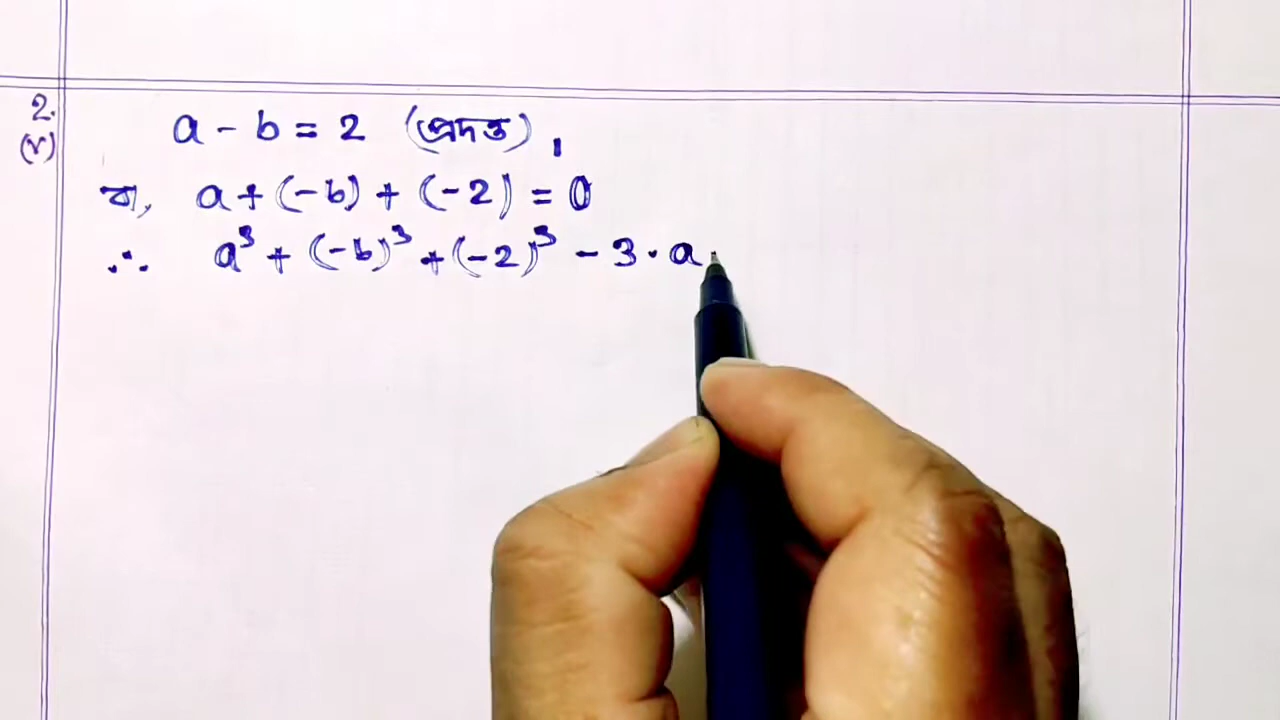 2.
(v) a - b = 2 (প্রদত্ত),
বা, a + (-b) + (-2) = 0
∴ a³ + (-b)³ + (-2)³ - 3 · a ·